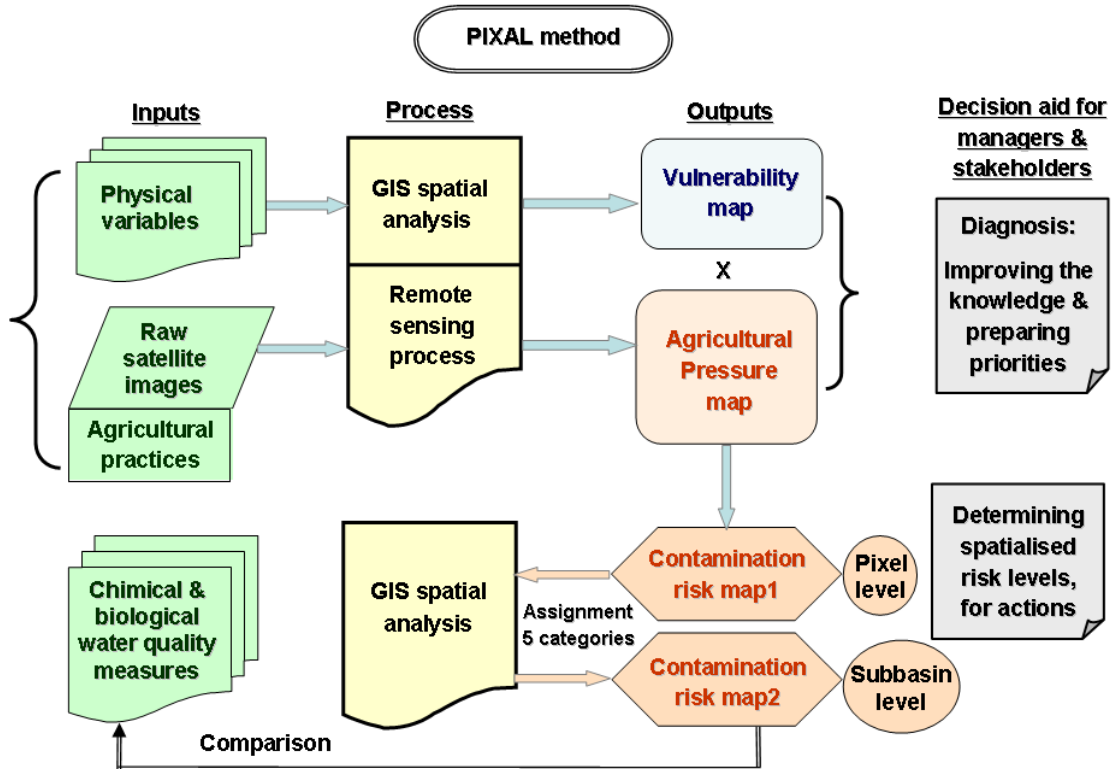 PIXAL method
Inputs
Process
Outputs
Decision aid for
managers &
stakeholders
Physical
variables
GIS spatial
analysis
Vulnerability
map
X
Diagnosis:
Improving the
knowledge &
preparing
priorities
Raw
satellite
images
Agricultural
practices
Remote
sensing
process
Agricultural
Pressure
map
Chimical &
biological
water quality
measures
GIS spatial
analysis
Assignment
5 categories
Contamination
risk map1
Pixel
level
Contamination
risk map2
Subbasin
level
Determining
spatialised
risk levels,
for actions
Comparison